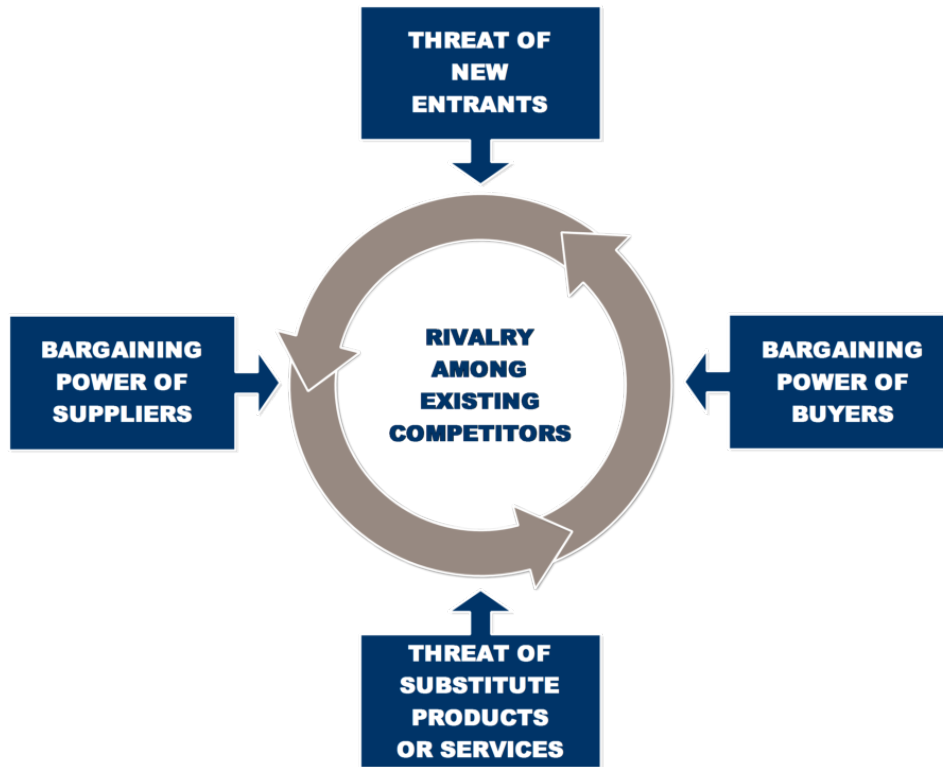 THREAT OF
NEW
ENTRANTS
BARGAINING
POWER OF
SUPPLIERS
RIVALRY
AMONG
EXISTING
COMPETITORS
BARGAINING
POWER OF
BUYERS
THREAT OF
SUBSTITUTE
PRODUCTS
OR SERVICES